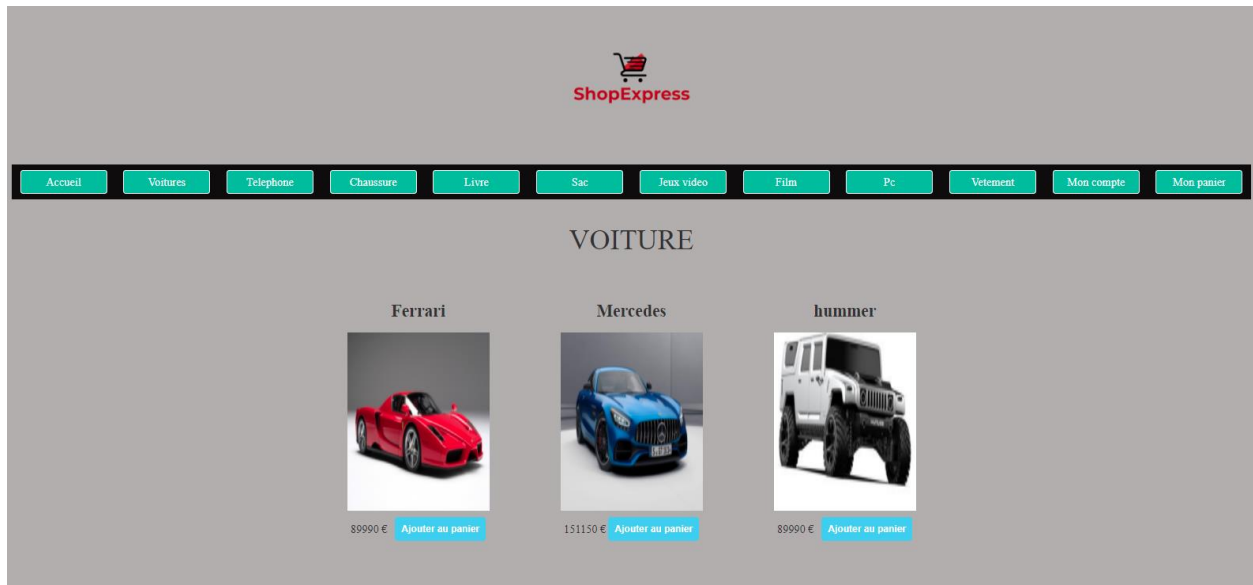 ShopExpress
Accueil Voitures Telephone Chaussure Livre Sac Jeux video Film Pc Vetement Mon compte Mon panier
VOITURE
Ferrari Mercedes hummer
89990 € Ajouter au panier 151150 € Ajouter au panier 89990 € Ajouter au panier